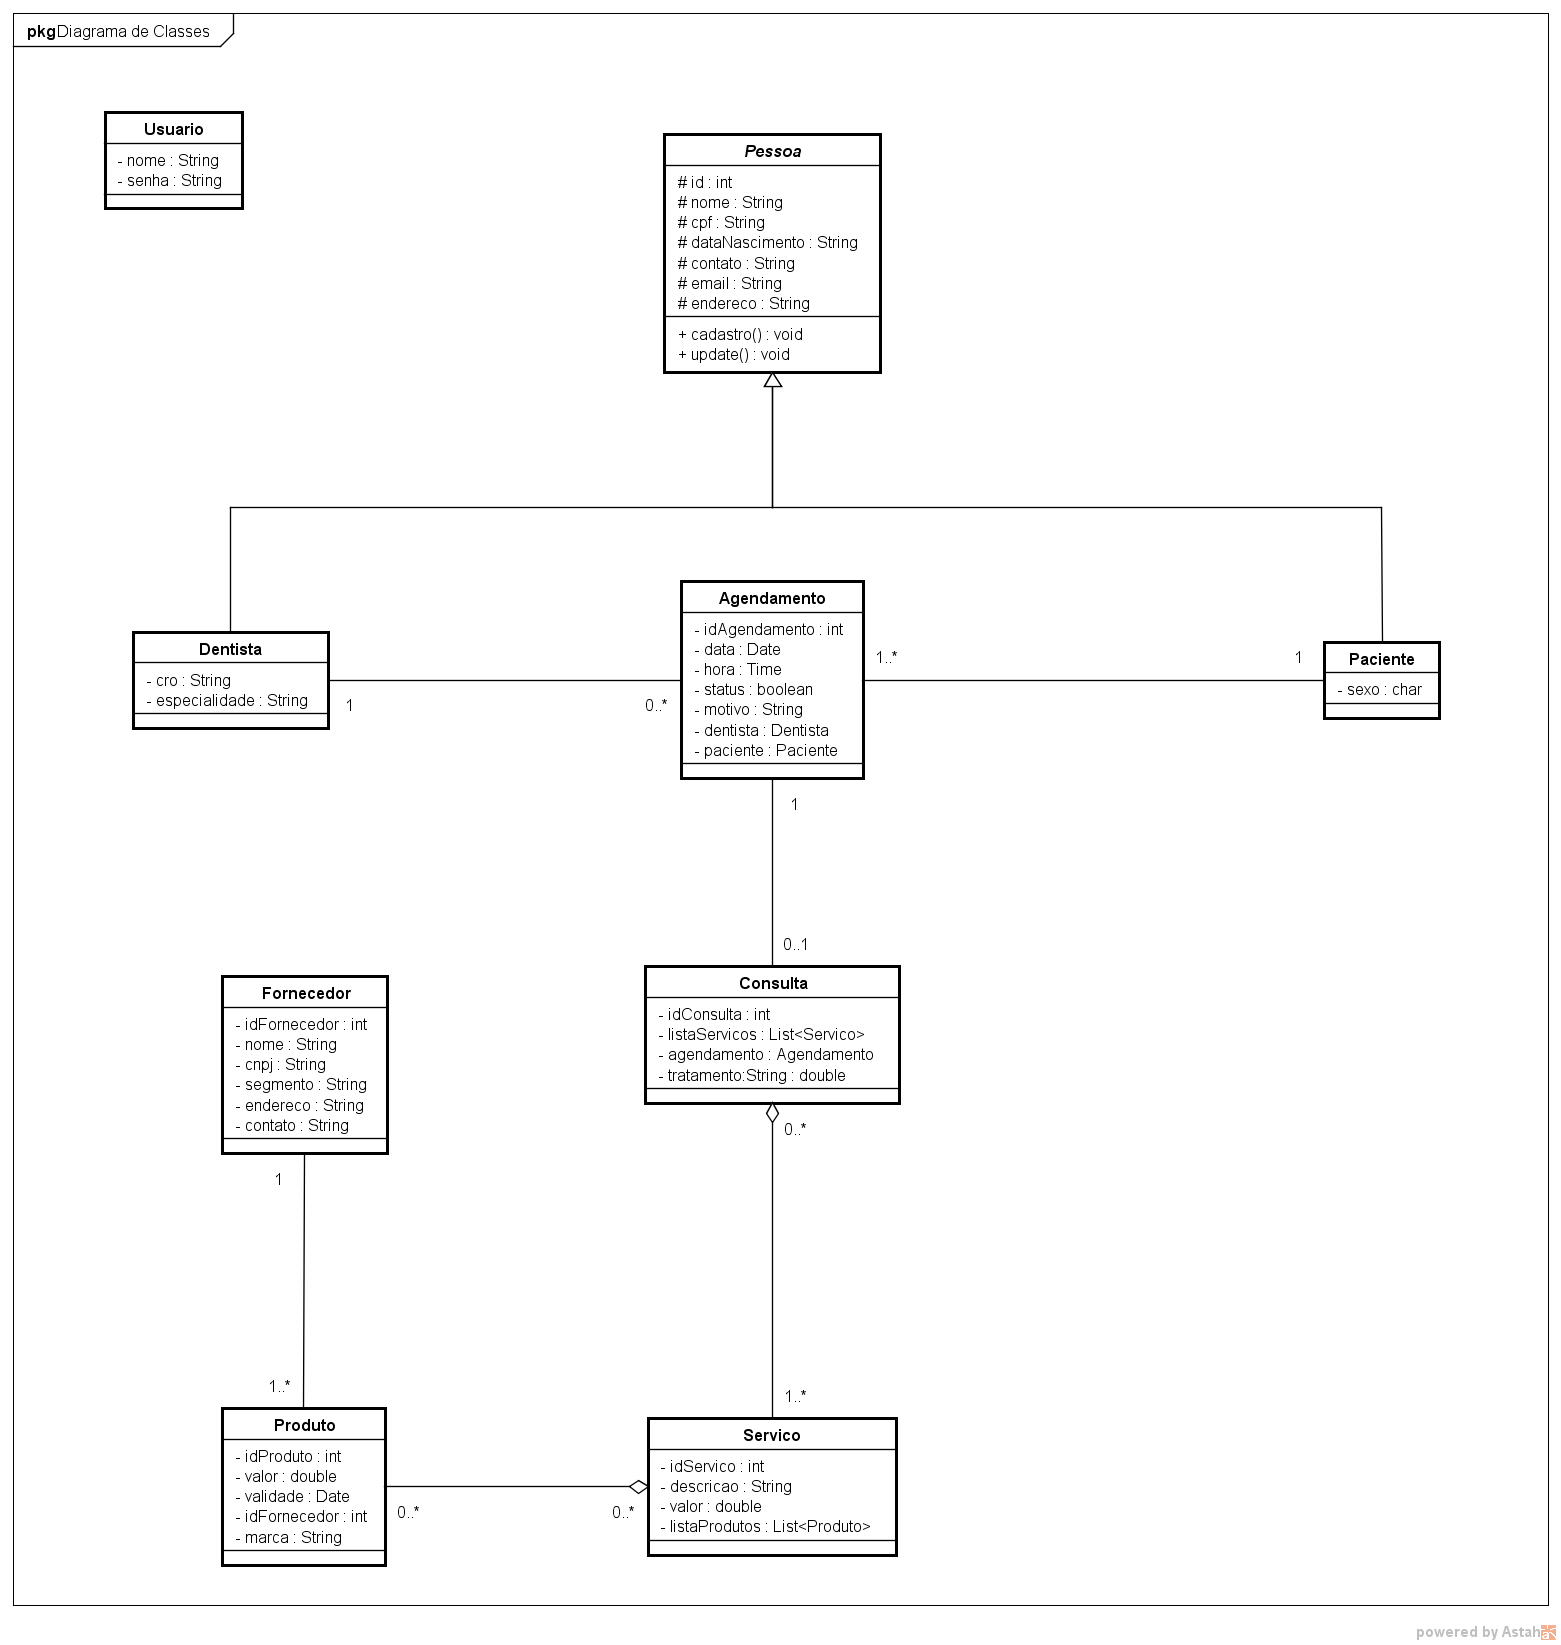 pkg Diagrama de Classes
Usuario
- nome : String
- senha : String
Pessoa
# id : int
# nome : String
# cpf : String
# dataNascimento : String
# contato : String
# email : String
# endereco : String
+ cadastro() : void
+ update() : void
Dentista
- cro : String
- especialidade : String
1
0..*
Agendamento
- idAgendamento : int
- data : Date
- hora : Time
- status : boolean
- motivo : String
- dentista : Dentista
- paciente : Paciente
1..*
1
Paciente
- sexo : char
1
0..1
Consulta
- idConsulta : int
- listaServicos : List<Servico>
- agendamento : Agendamento
- tratamento:String : double
0..*
1..*
Fornecedor
- idFornecedor : int
- nome : String
- cnpj : String
- segmento : String
- endereco : String
- contato : String
1
1..*
Produto
- idProduto : int
- valor : double
- validade : Date
- idFornecedor : int
- marca : String
0..*
0..*
Servico
- idServico : int
- descricao : String
- valor : double
- listaProdutos : List<Produto>
powered by Astah